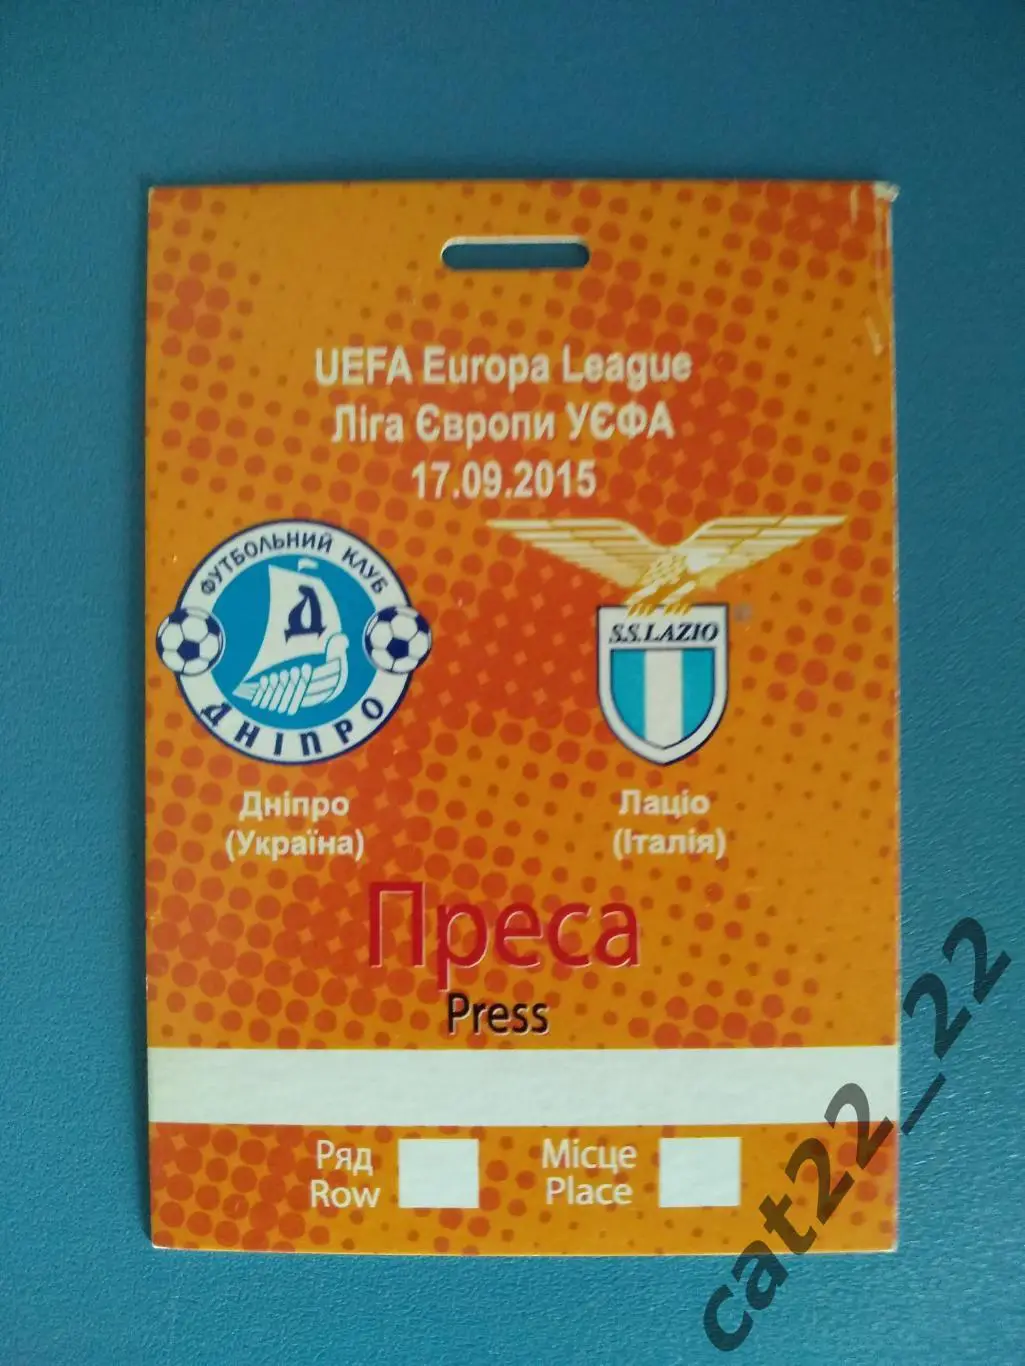 UEFA Europa League
Ліга Європи УЄФА
17.09.2015
ФУТБОЛЬНИЙ КЛУБ
Д
ДНІПРО
S.S.LAZIO
Дніпро
(Україна)
Лаціо
(Італія)
Преса
Press
Ряд
Row
Місце
Place
cat22_22